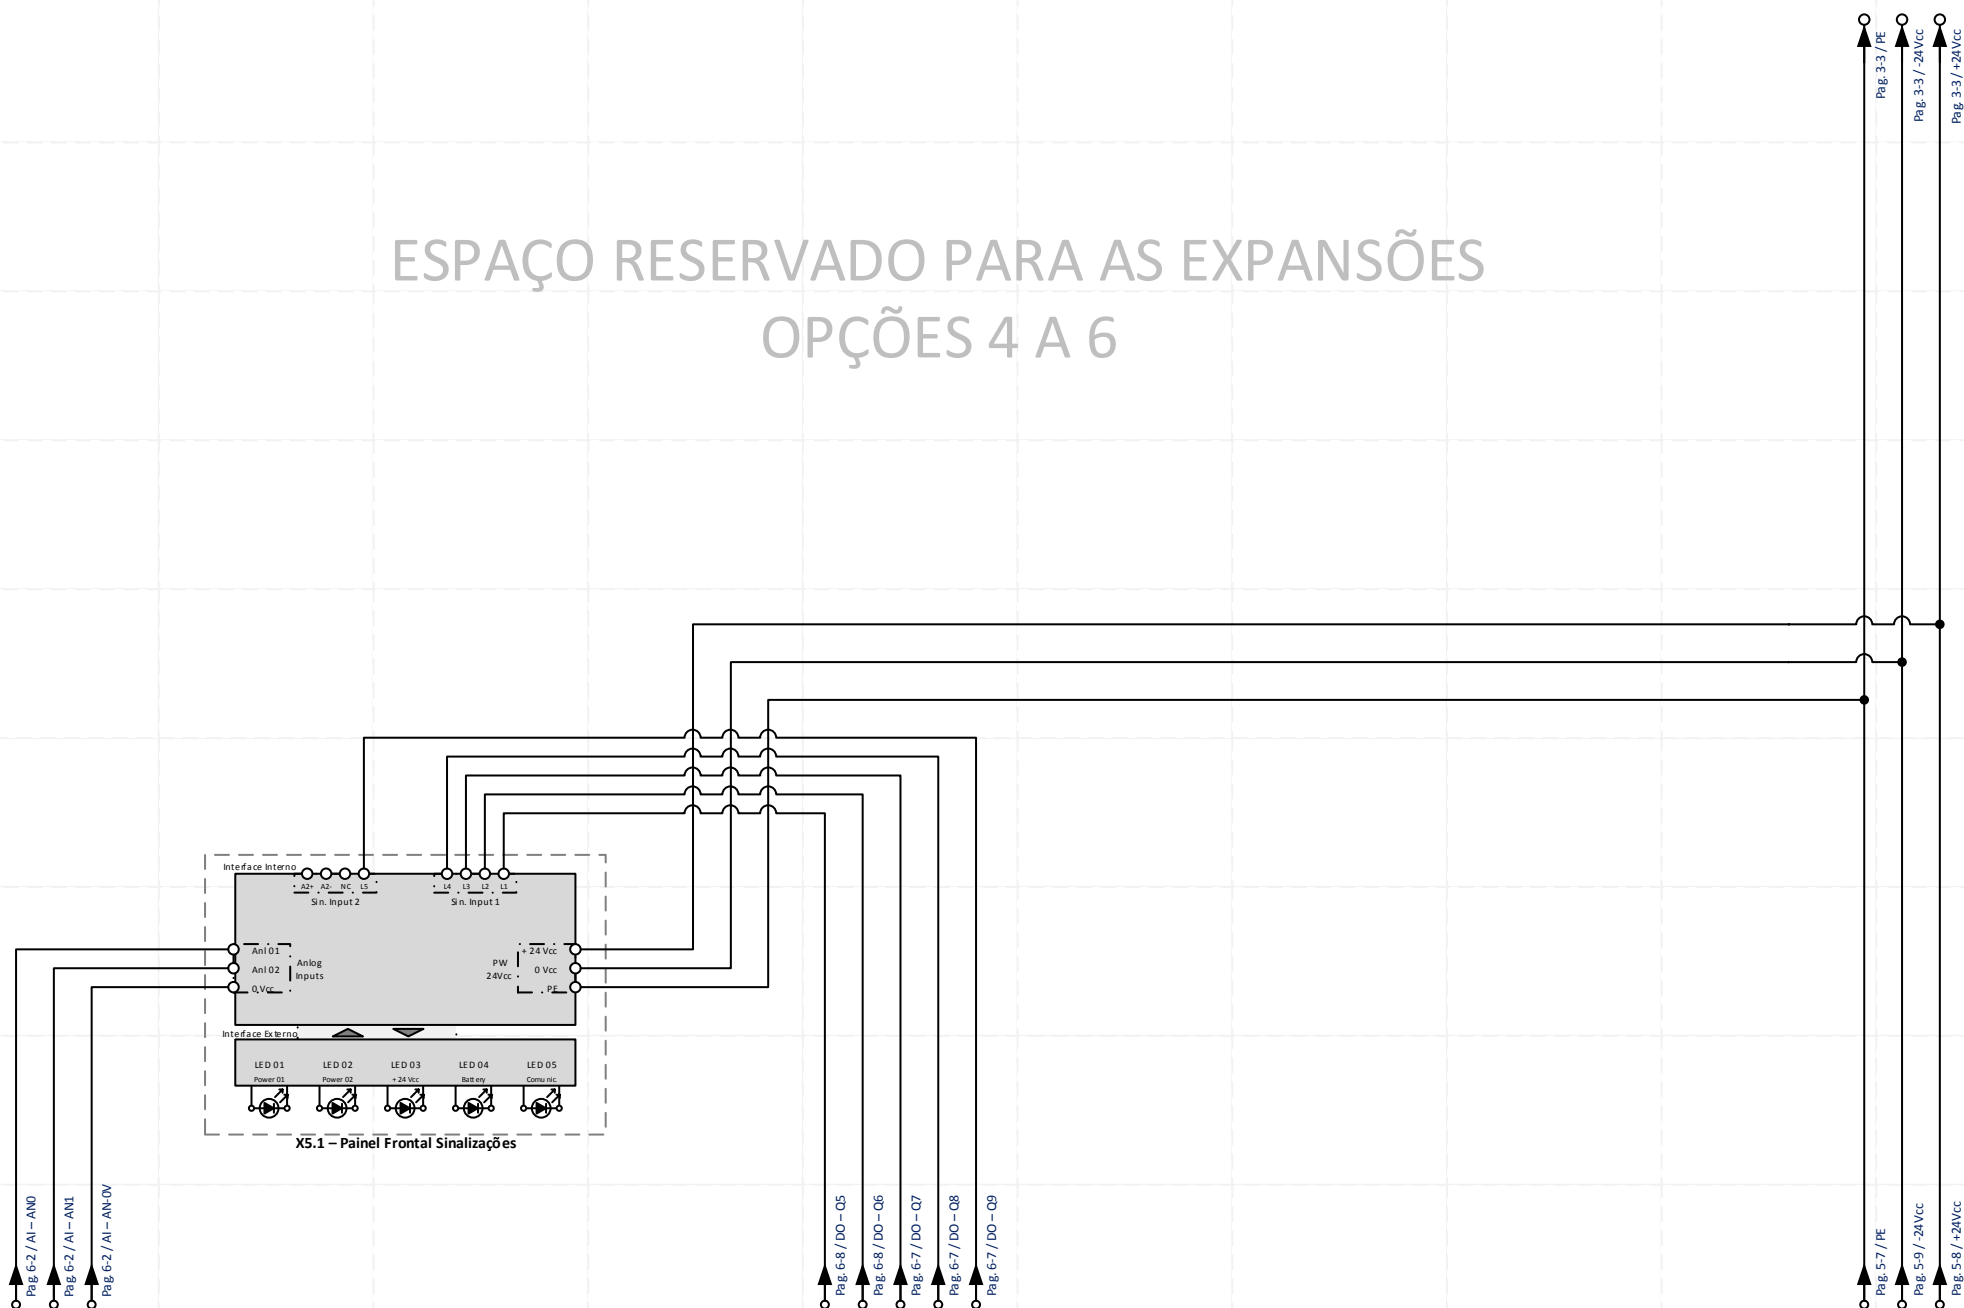 Pag. 3-3 / PE
Pag. 3-3 / -24Vcc
Pag. 3-3 / +24Vcc
ESPAÇO RESERVADO PARA AS EXPANSÕES
OPÇÕES 4 A 6
Interface Interno
A2+ A2- NC L5
L4 L3 L2 L1
Sin. Input 2
Sin. Input 1
Anl 01
Anl 02
0 Vcc
Anlog
Inputs
PW
24Vcc
+ 24 Vcc
0 Vcc
PE
Interface Externo
LED 01
Power 01
LED 02
Power 02
LED 03
+ 24 Vcc
LED 04
Battery
LED 05
Comunic
X5.1 – Painel Frontal Sinalizações
Pag. 6-2 / AI – AN0
Pag. 6-2 / AI – AN1
Pag. 6-2 / AI – AN-0V
Pag. 6-8 / DO – Q5
Pag. 6-8 / DO – Q6
Pag. 6-7 / DO – Q7
Pag. 6-7 / DO – Q8
Pag. 6-7 / DO – Q9
Pag. 5-7 / PE
Pag. 5-9 / -24Vcc
Pag. 5-8 / +24Vcc